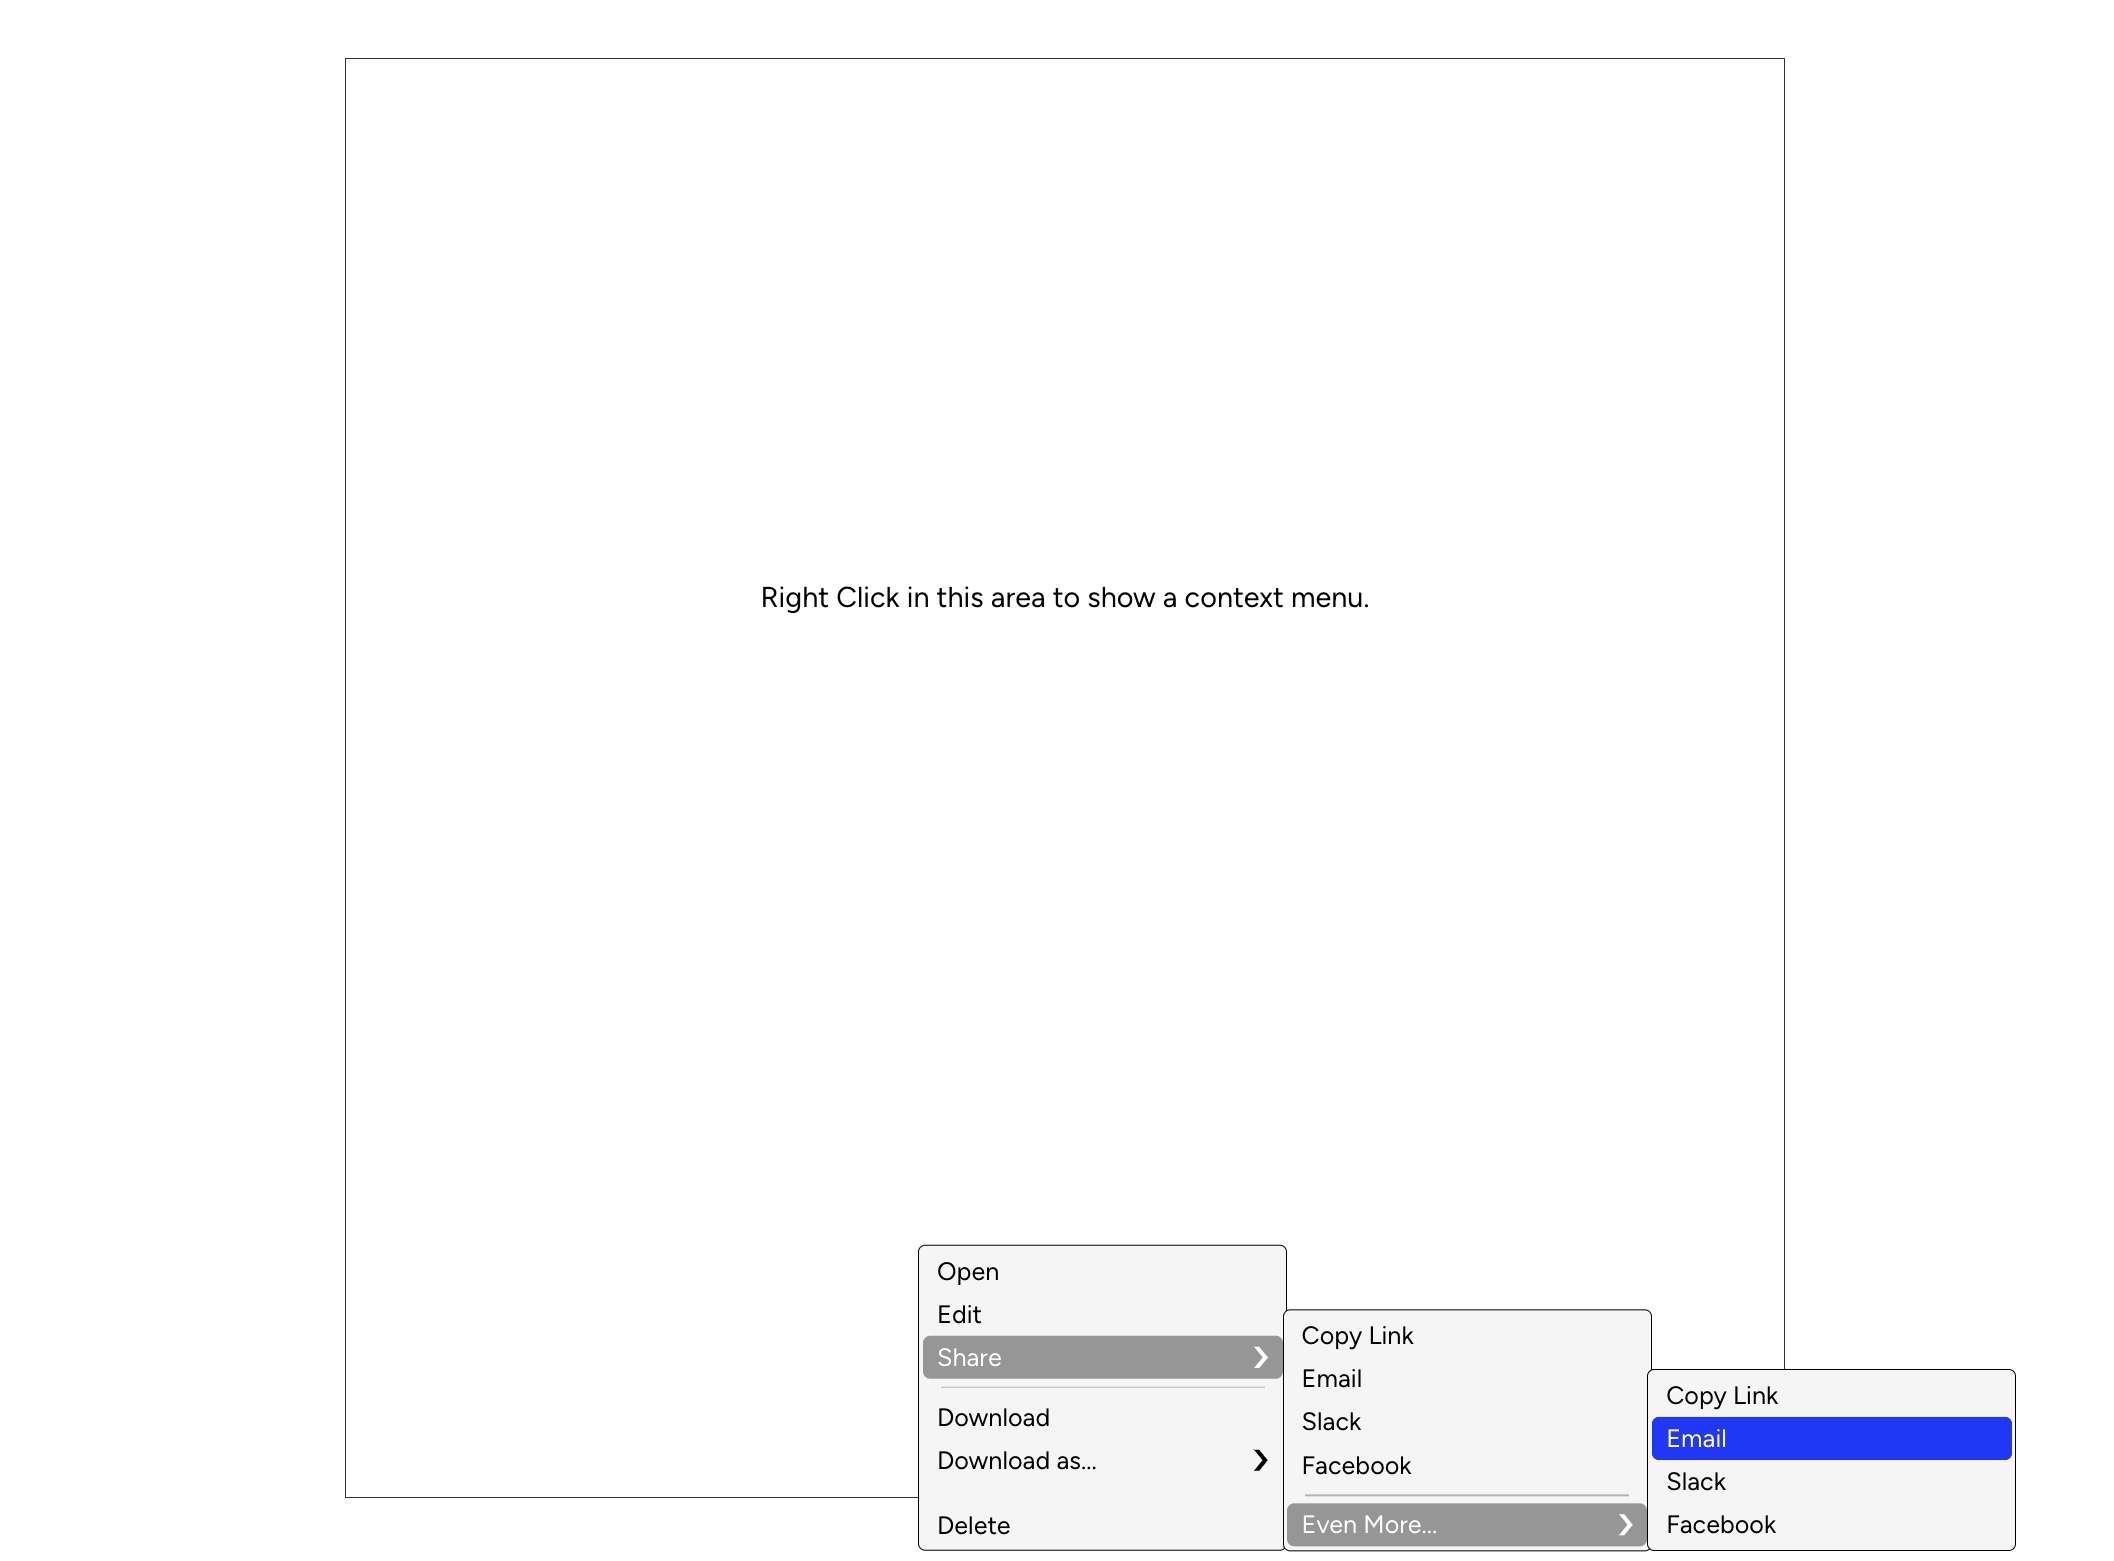 Right Click in this area to show a context menu.
Open
Edit
Share
Download
Download as...
Delete
Copy Link
Email
Slack
Facebook
Even More...
Copy Link
Email
Slack
Facebook